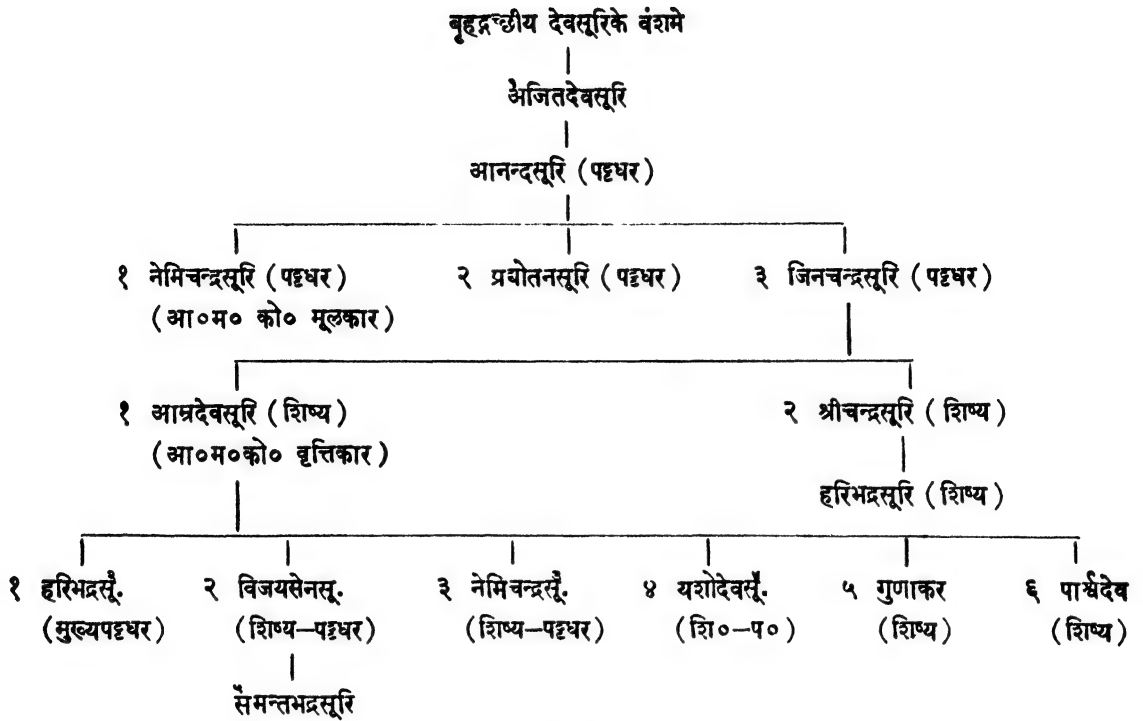 बृहद्गच्छीय देवसूरिके वंशमे
अजितदेवसूरि
आनन्दसूरि (पट्टधर)
१ नेमिचन्द्रसूरि (पट्टधर) २ प्रद्योतनसूरि (पट्टधर) ३ जिनचन्द्रसूरि (पट्टधर)
(आ०म० को० मूलकार)
१ आम्रदेवसूरि (शिष्य) २ श्रीचन्द्रसूरि (शिष्य)
(आ०म०को० वृत्तिकार)
हरिभद्रसूरि (शिष्य)
१ हरिभद्रसू. २ विजयसेनसू. ३ नेमिचन्द्रसू. ४ यशोदेवसू. ५ गुणाकर ६ पार्श्वदेव
(मुख्यपट्टधर) (शिष्य–पट्टधर) (शिष्य–पट्टधर) (शि०–प०) (शिष्य) (शिष्य)
समन्तभद्रसूरि